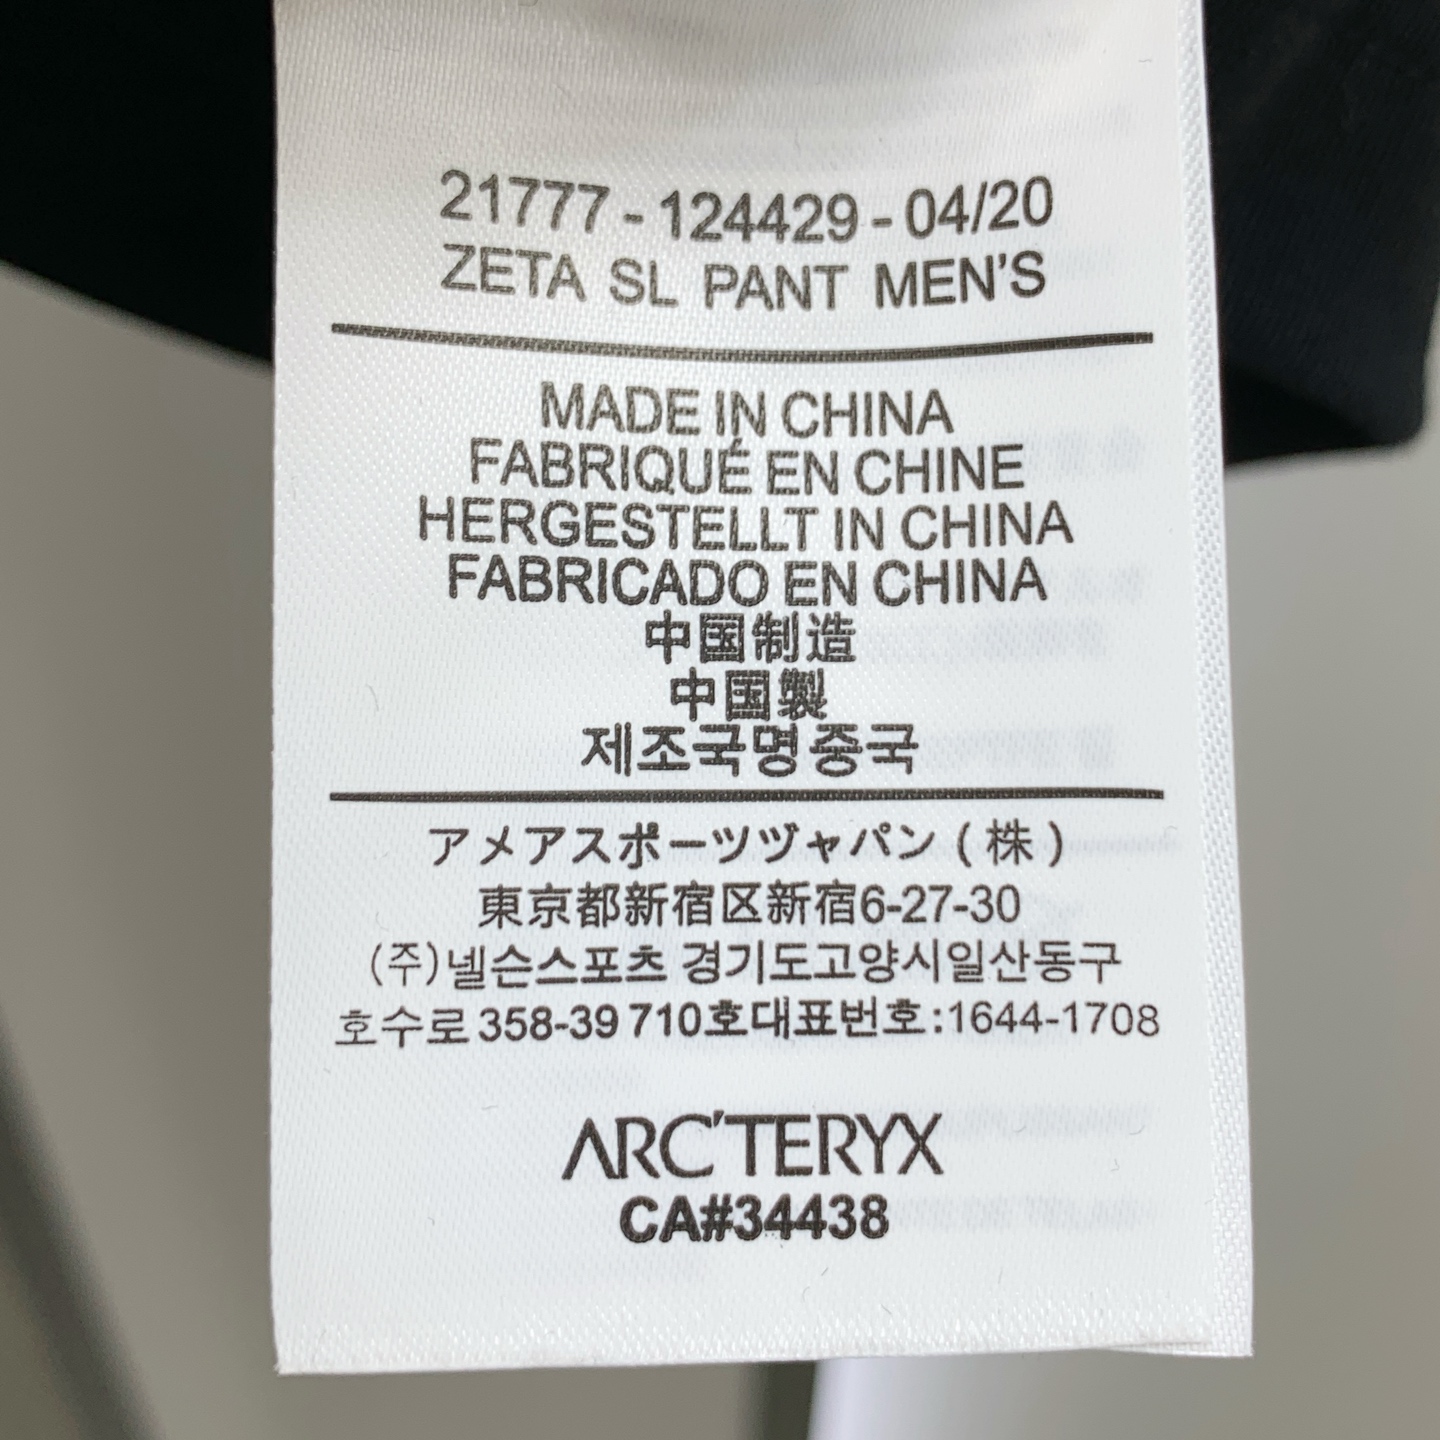 21777 - 124429 - 04/20
ZETA SL PANT MEN'S
MADE IN CHINA
FABRIQUÉ EN CHINE
HERGESTELLT IN CHINA
FABRICADO EN CHINA
中国制造
中国製
제조국명 중국
アメアスポーツヅャパン (株)
東京都新宿区新宿6-27-30
(주)넬슨스포츠 경기도고양시일산동구
호수로 358-39 710호대표번호:1644-1708
ARC'TERYX
CA#34438